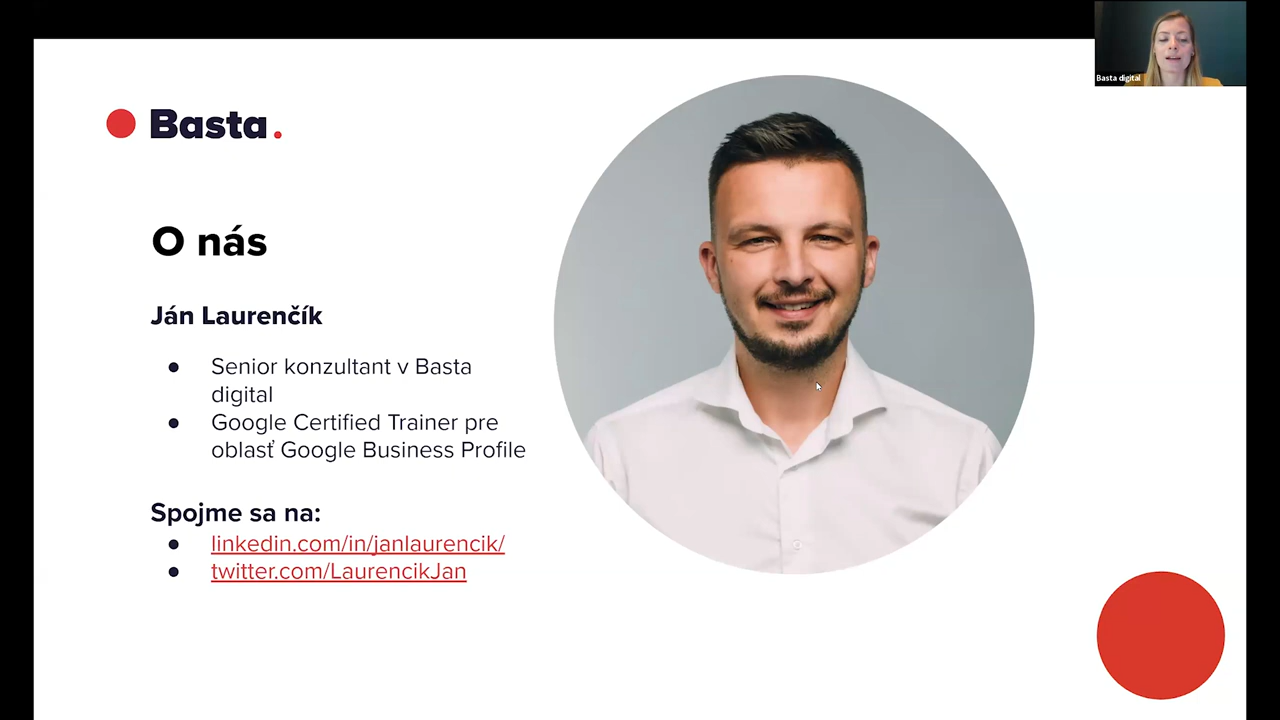 Basta.
O nás
Ján Laurenčík
● Senior konzultant v Basta
digital
● Google Certified Trainer pre
oblasť Google Business Profile
Spojme sa na:
● linkedin.com/in/janlaurencik/
● twitter.com/LaurencikJan
Basta digital